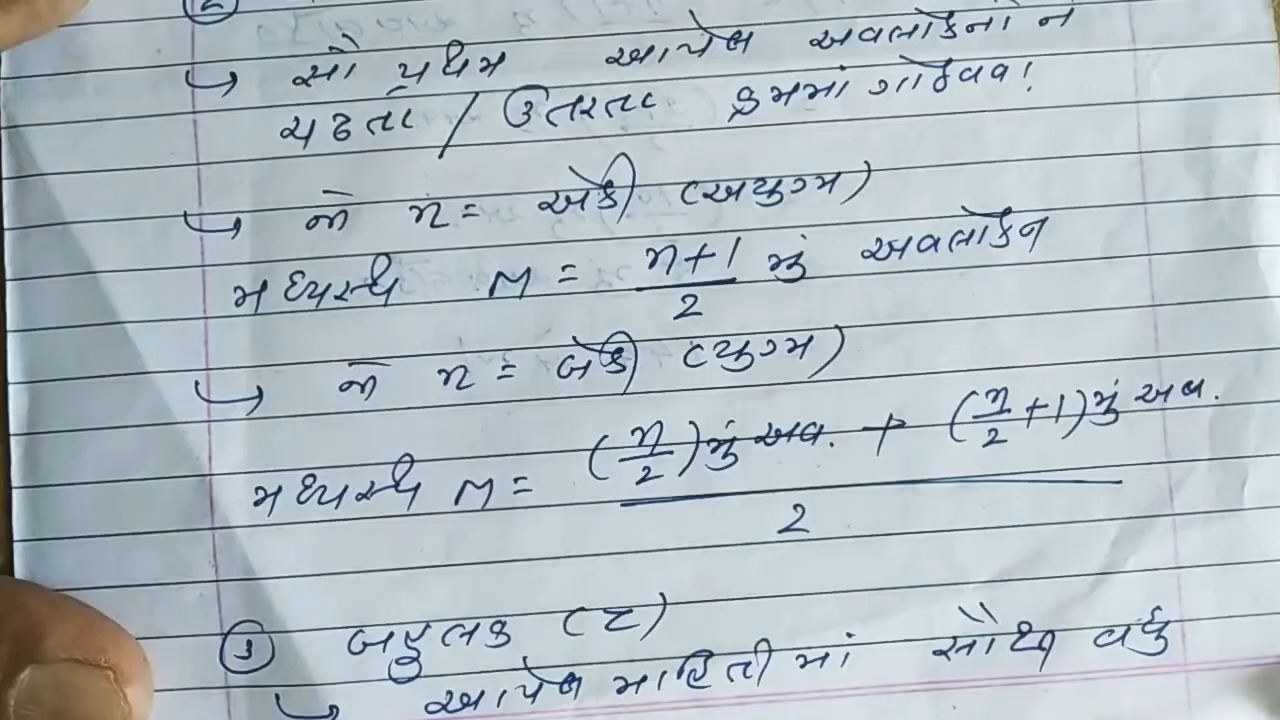 ②
→ સૌ પ્રથમ આપેલ અવલોકનો ન
ચઢતાં / ઉતરતા ક્રમમાં ગોઠવવા!
→ જો n = એકી (અયુગ્મ)
મધ્યસ્થ M = (n+1)/2 મું અવલોકન
→ જો n = બેકી (યુગ્મ)
મધ્યસ્થ M = ((n/2) મું અવ. + (n/2 + 1) મું અવ.)/2
③ બહુલક (Z)
→ આપેલ માહિતી માં સૌથી વધુ